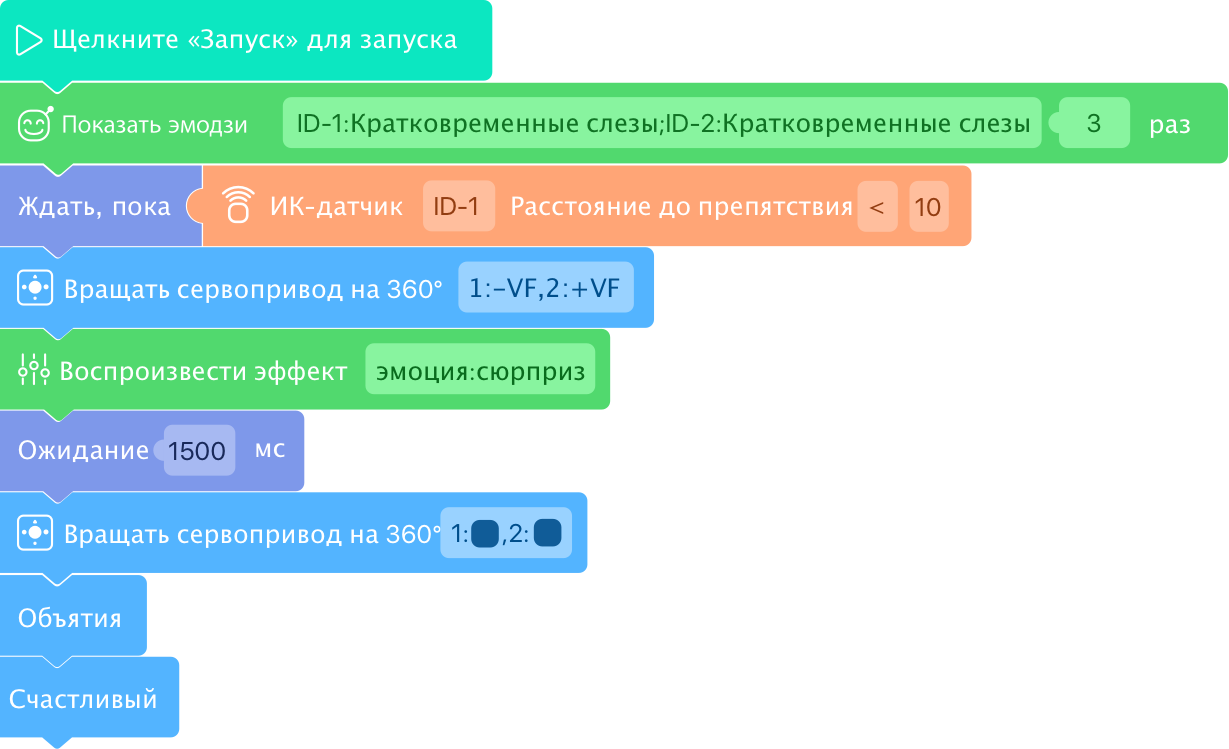 Щелкните «Запуск» для запуска
Показать эмодзи ID-1:Кратковременные слезы;ID-2:Кратковременные слезы 3 раз
Ждать, пока ИК-датчик ID-1 Расстояние до препятствия < 10
Вращать сервопривод на 360° 1:-VF,2:+VF
Воспроизвести эффект эмоция:сюрприз
Ожидание 1500 мс
Вращать сервопривод на 360° 1: ,2:
Объятия
Счастливый